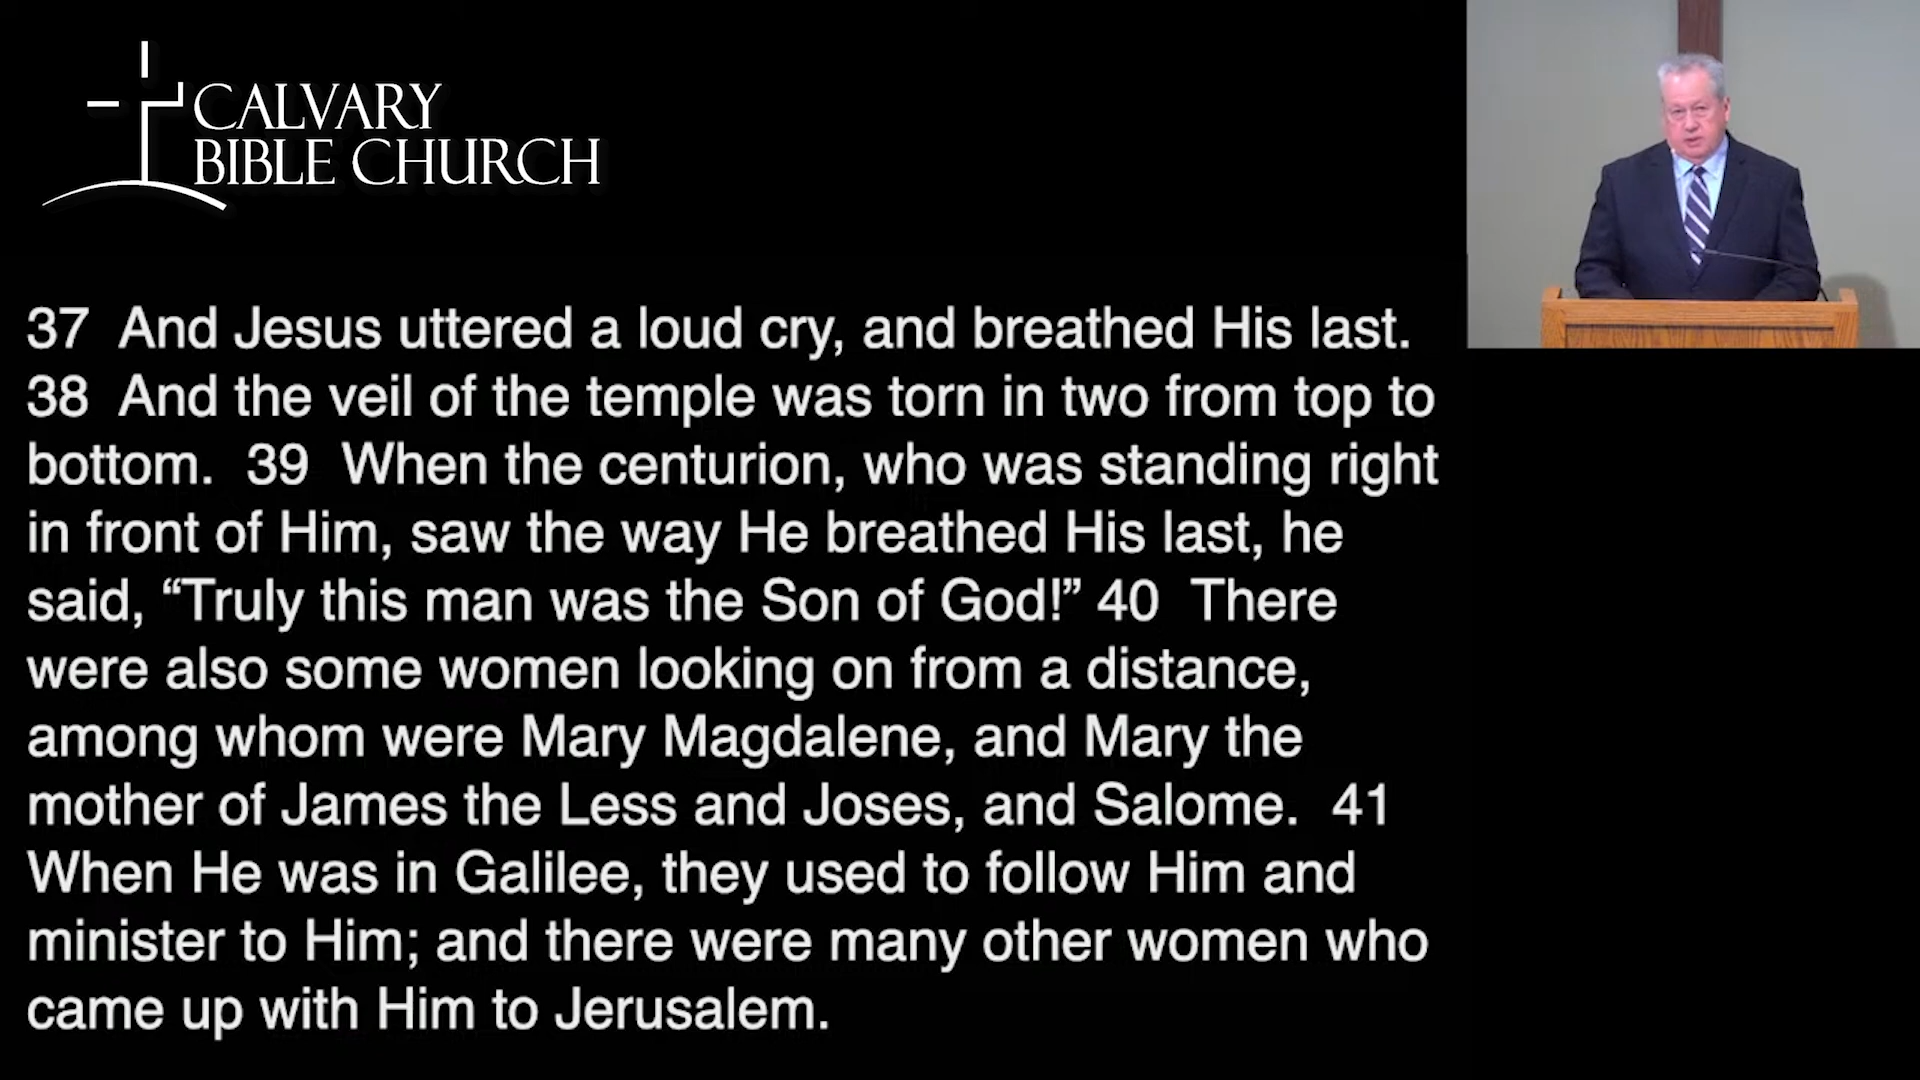 CALVARY
BIBLE CHURCH
37  And Jesus uttered a loud cry, and breathed His last.
38  And the veil of the temple was torn in two from top to
bottom.  39  When the centurion, who was standing right
in front of Him, saw the way He breathed His last, he
said, “Truly this man was the Son of God!” 40  There
were also some women looking on from a distance,
among whom were Mary Magdalene, and Mary the
mother of James the Less and Joses, and Salome.  41
When He was in Galilee, they used to follow Him and
minister to Him; and there were many other women who
came up with Him to Jerusalem.